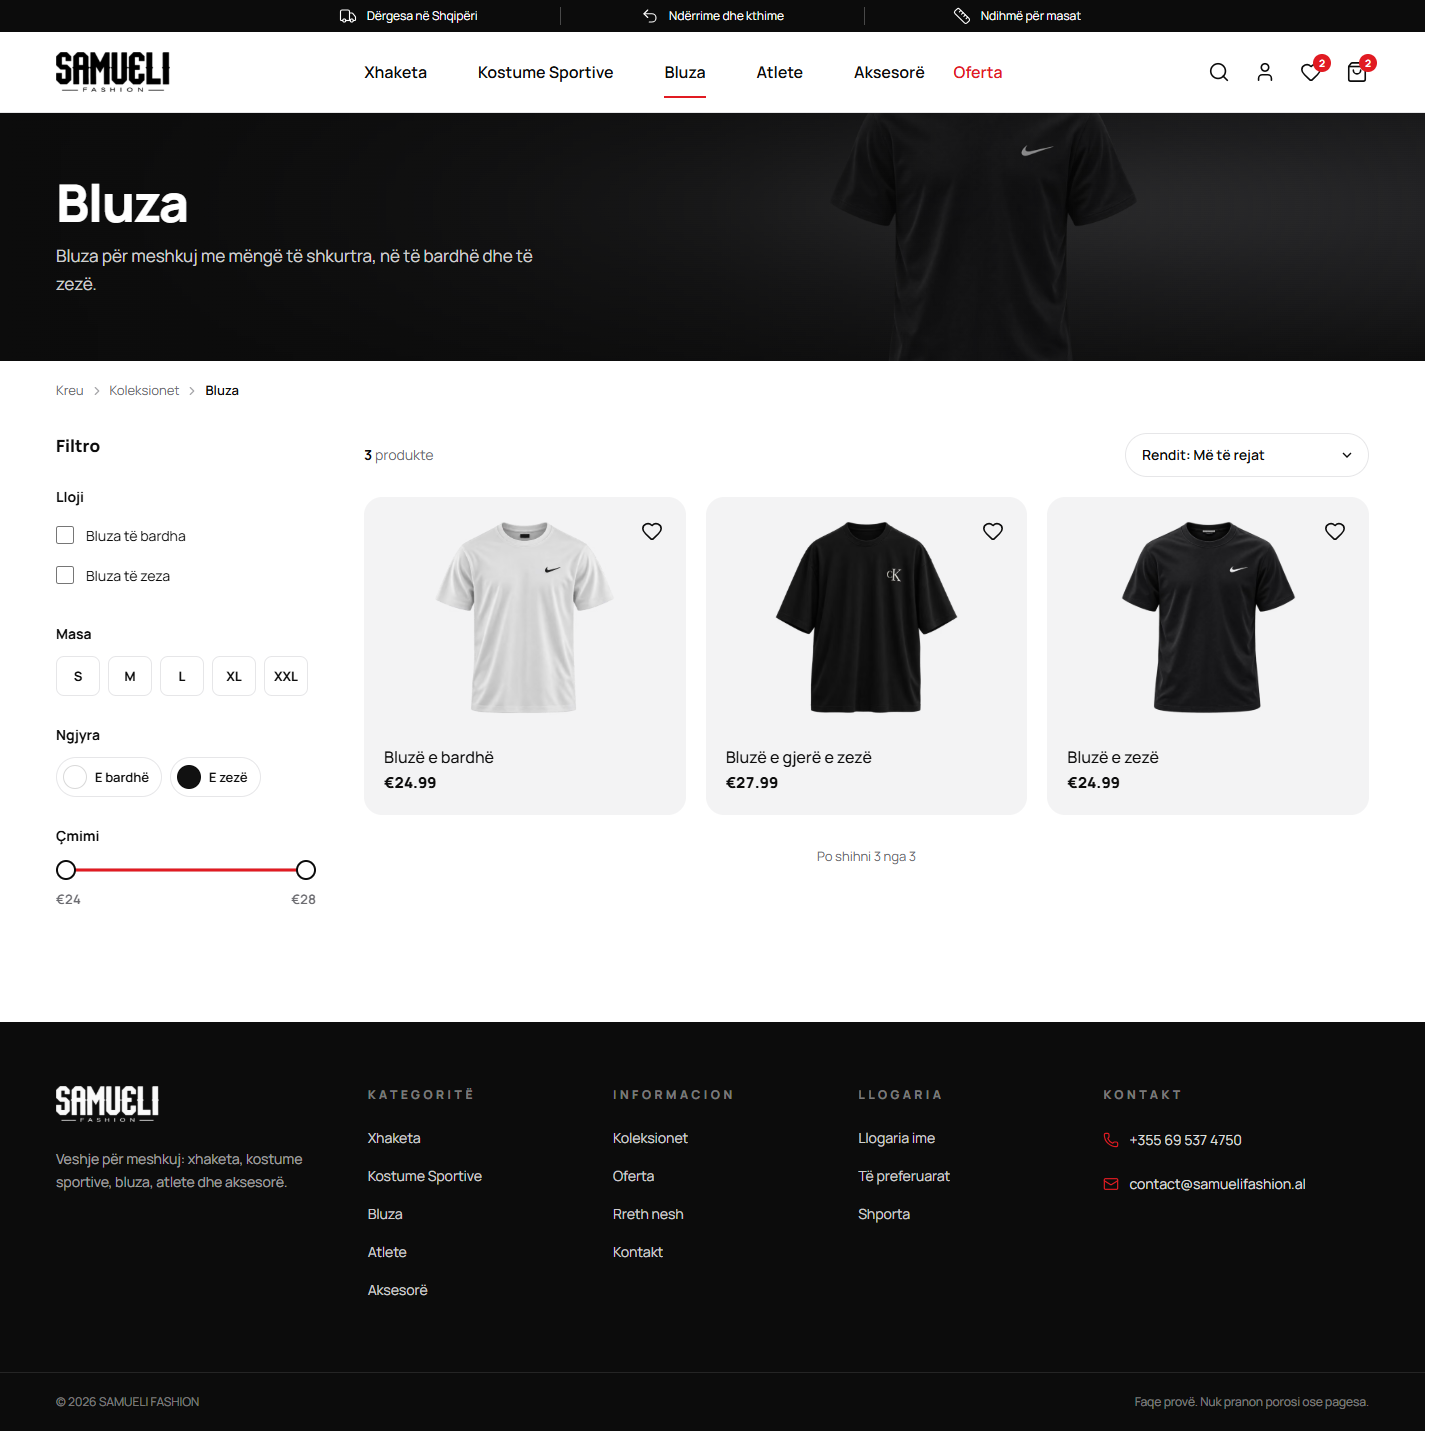 Dërgesa në Shqipëri
Ndërrime dhe kthime
Ndihmë për masat
SAMUELI
FASHION
Xhaketa
Kostume Sportive
Bluza
Atlete
Aksesorë
Oferta
2
2
Bluza
Bluza për meshkuj me mëngë të shkurtra, në të bardhë dhe të
zezë.
Kreu
Koleksionet
Bluza
Filtro
3 produkte
Rendit: Më të rejat
Lloji
Bluza të bardha
Bluza të zeza
Masa
S
M
L
XL
XXL
Ngjyra
E bardhë
E zezë
Çmimi
€24
€28
Bluzë e bardhë
€24.99
CK
Bluzë e gjerë e zezë
€27.99
Bluzë e zezë
€24.99
Po shihni 3 nga 3
SAMUELI
FASHION
Veshje për meshkuj: xhaketa, kostume
sportive, bluza, atlete dhe aksesorë.
KATEGORITË
Xhaketa
Kostume Sportive
Bluza
Atlete
Aksesorë
INFORMACION
Koleksionet
Oferta
Rreth nesh
Kontakt
LLOGARIA
Llogaria ime
Të preferuarat
Shporta
KONTAKT
+355 69 537 4750
contact@samuelifashion.al
© 2026 SAMUELI FASHION
Faqe provë. Nuk pranon porosi ose pagesa.